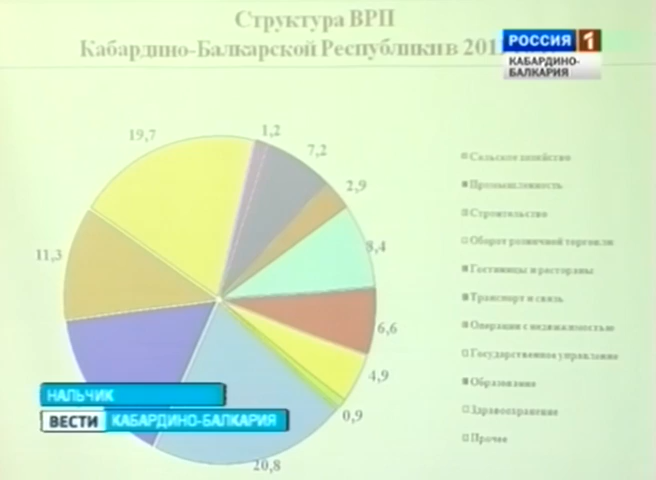 Структура ВРП
Кабардино-Балкарской Республики в 201
РОССИЯ 1
КАБАРДИНО-
БАЛКАРИЯ
19,7
1,2
7,2
2,9
8,4
11,3
6,6
4,9
0,9
20,8
Сельское хозяйство
Промышленность
Строительство
Оборот розничной торговли
Гостиницы и рестораны
Транспорт и связь
Операции с недвижимостью
Государственное управление
Образование
Здравоохранение
Прочее
НАЛЬЧИК
ВЕСТИ КАБАРДИНО-БАЛКАРИЯ